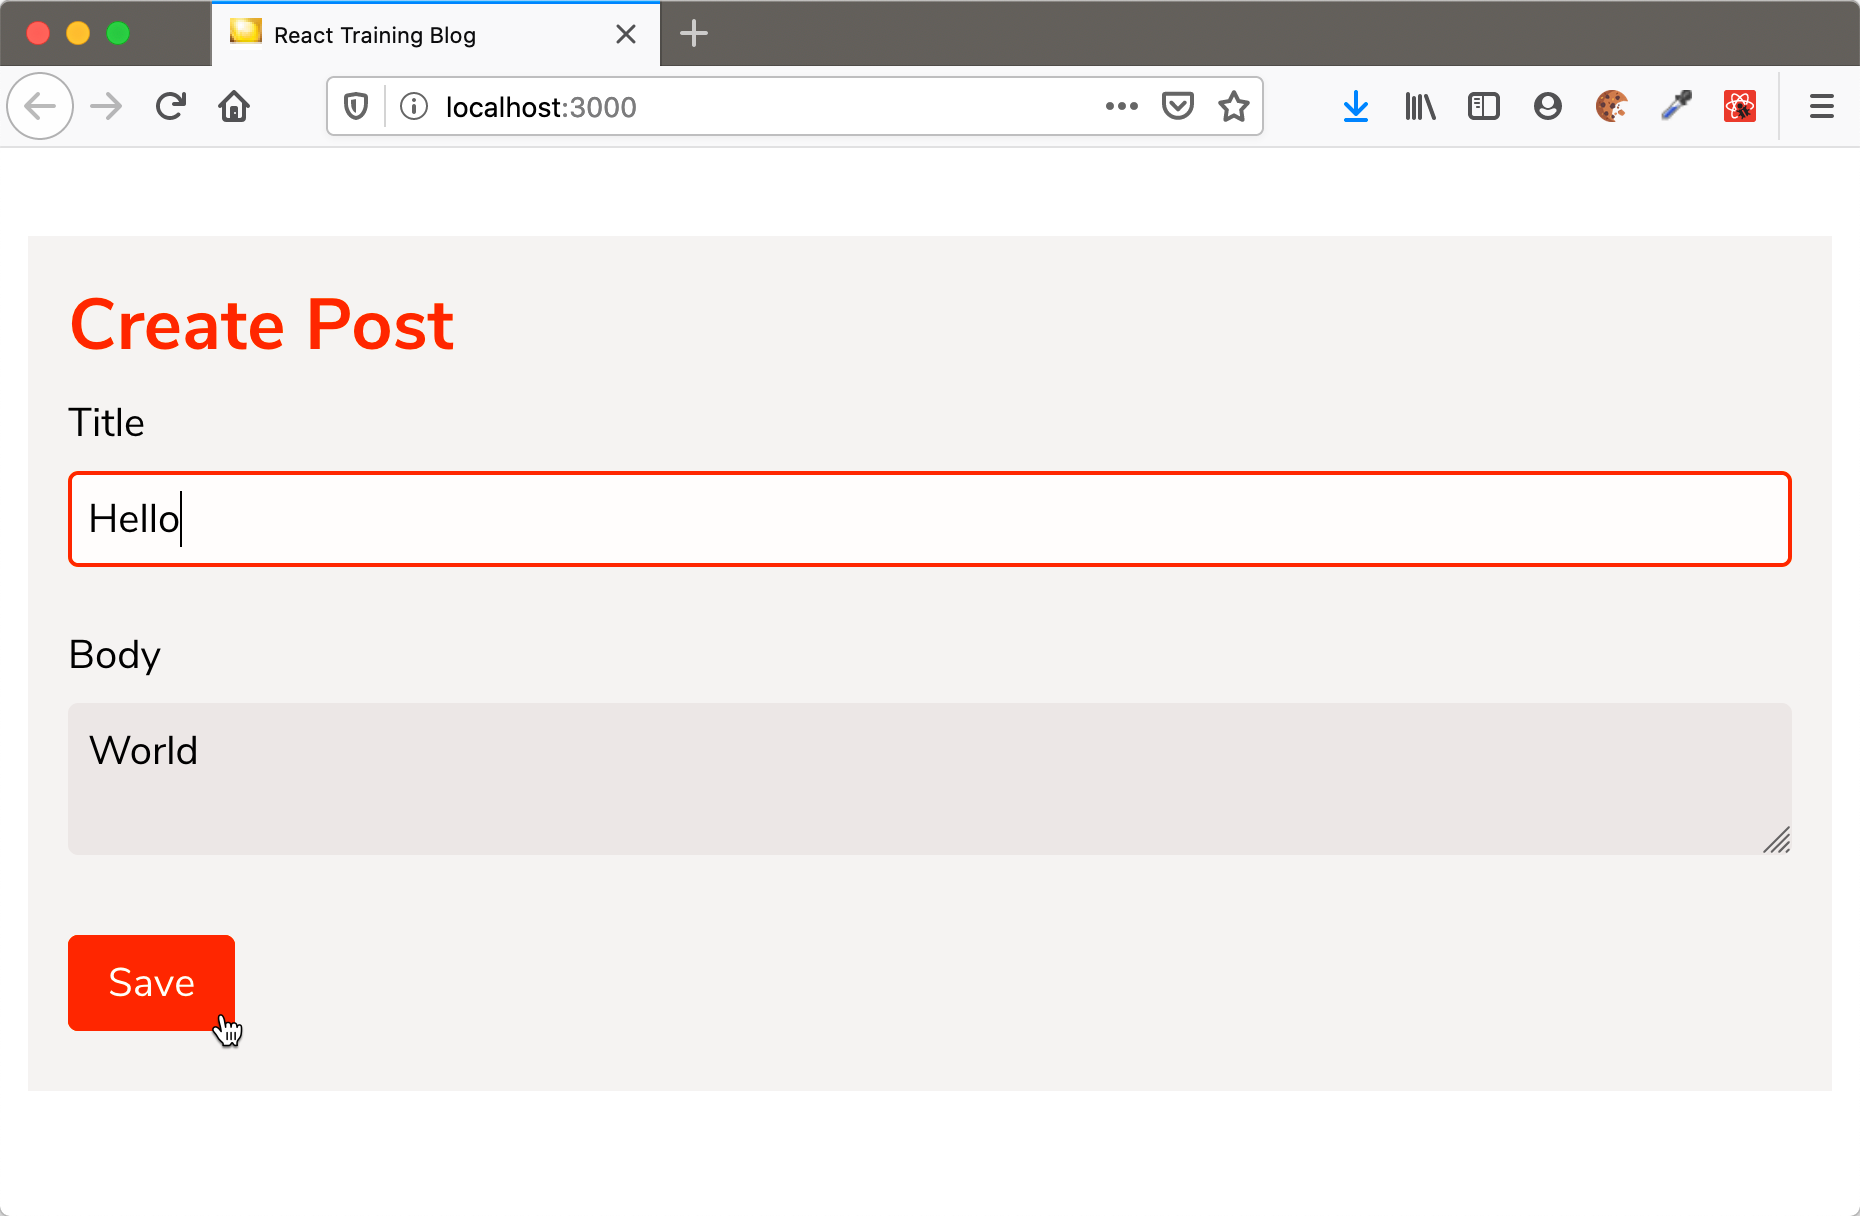 React Training Blog
localhost:3000
Create Post
Title
Hello
Body
World
Save